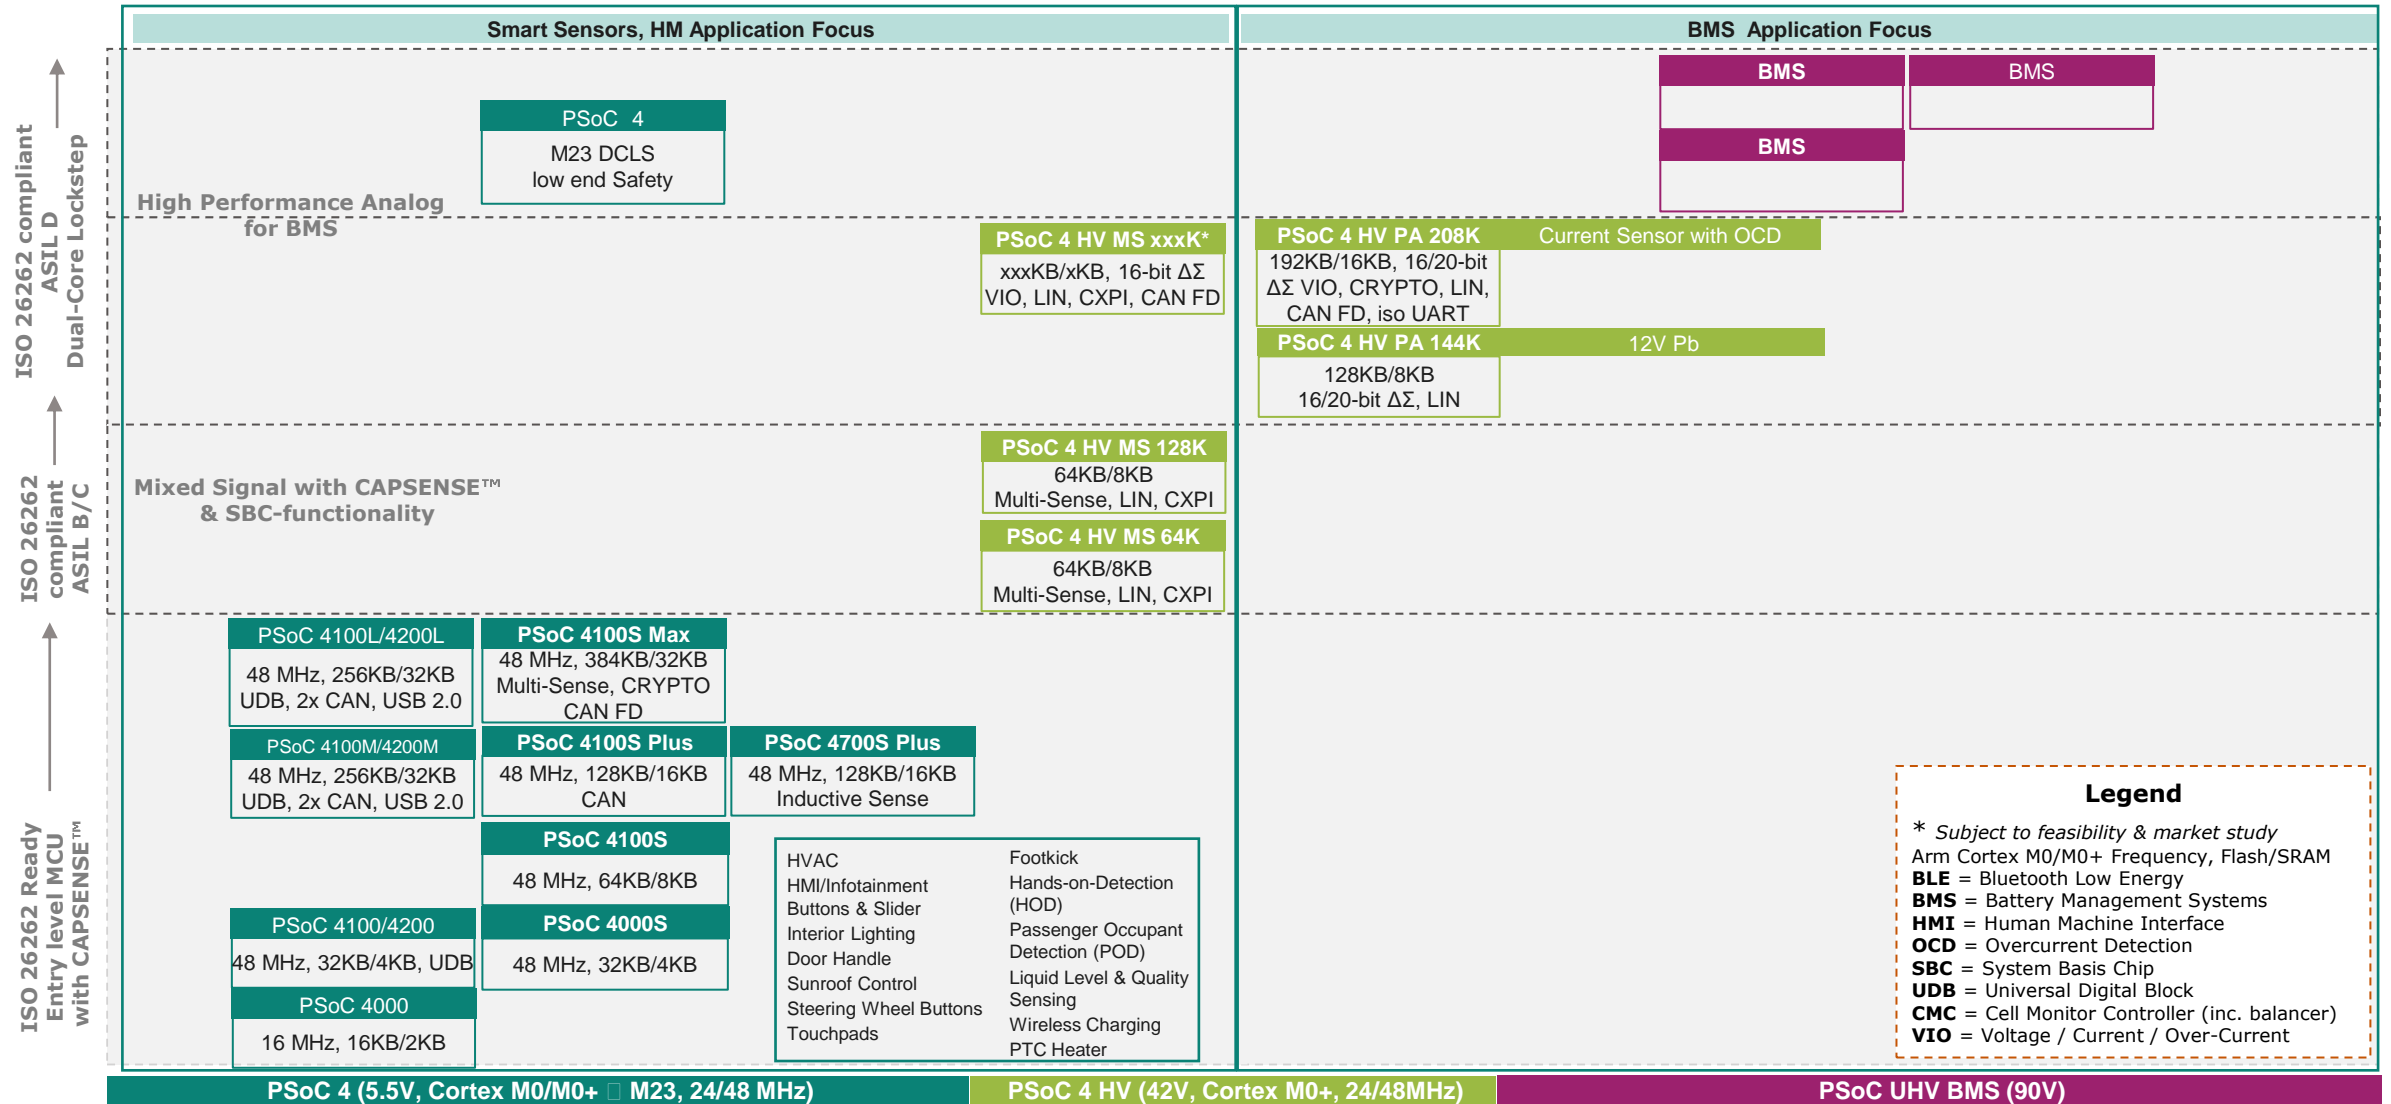 Smart Sensors, HM Application Focus
BMS Application Focus
ISO 26262 compliant
ASIL D
Dual-Core Lockstep
High Performance Analog
for BMS
PSoC 4
M23 DCLS
low end Safety
BMS
BMS
BMS
PSoC 4 HV MS xxxK*
xxxKB/xKB, 16-bit ΔΣ
VIO, LIN, CXPI, CAN FD
PSoC 4 HV PA 208K
Current Sensor with OCD
192KB/16KB, 16/20-bit
ΔΣ VIO, CRYPTO, LIN,
CAN FD, iso UART
PSoC 4 HV PA 144K
12V Pb
128KB/8KB
16/20-bit ΔΣ, LIN
ISO 26262
compliant
ASIL B/C
Mixed Signal with CAPSENSE™
& SBC-functionality
PSoC 4 HV MS 128K
64KB/8KB
Multi-Sense, LIN, CXPI
PSoC 4 HV MS 64K
64KB/8KB
Multi-Sense, LIN, CXPI
ISO 26262 Ready
Entry level MCU
with CAPSENSE™
PSoC 4100L/4200L
48 MHz, 256KB/32KB
UDB, 2x CAN, USB 2.0
PSoC 4100S Max
48 MHz, 384KB/32KB
Multi-Sense, CRYPTO
CAN FD
PSoC 4100M/4200M
48 MHz, 256KB/32KB
UDB, 2x CAN, USB 2.0
PSoC 4100S Plus
48 MHz, 128KB/16KB
CAN
PSoC 4700S Plus
48 MHz, 128KB/16KB
Inductive Sense
PSoC 4100S
48 MHz, 64KB/8KB
PSoC 4100/4200
48 MHz, 32KB/4KB, UDB
PSoC 4000S
48 MHz, 32KB/4KB
PSoC 4000
16 MHz, 16KB/2KB
HVAC
HMI/Infotainment
Buttons & Slider
Interior Lighting
Door Handle
Sunroof Control
Steering Wheel Buttons
Touchpads
Footkick
Hands-on-Detection
(HOD)
Passenger Occupant
Detection (POD)
Liquid Level & Quality
Sensing
Wireless Charging
PTC Heater
Legend
* Subject to feasibility & market study
Arm Cortex M0/M0+ Frequency, Flash/SRAM
BLE = Bluetooth Low Energy
BMS = Battery Management Systems
HMI = Human Machine Interface
OCD = Overcurrent Detection
SBC = System Basis Chip
UDB = Universal Digital Block
CMC = Cell Monitor Controller (inc. balancer)
VIO = Voltage / Current / Over-Current
PSoC 4 (5.5V, Cortex M0/M0+ □ M23, 24/48 MHz)
PSoC 4 HV (42V, Cortex M0+, 24/48MHz)
PSoC UHV BMS (90V)